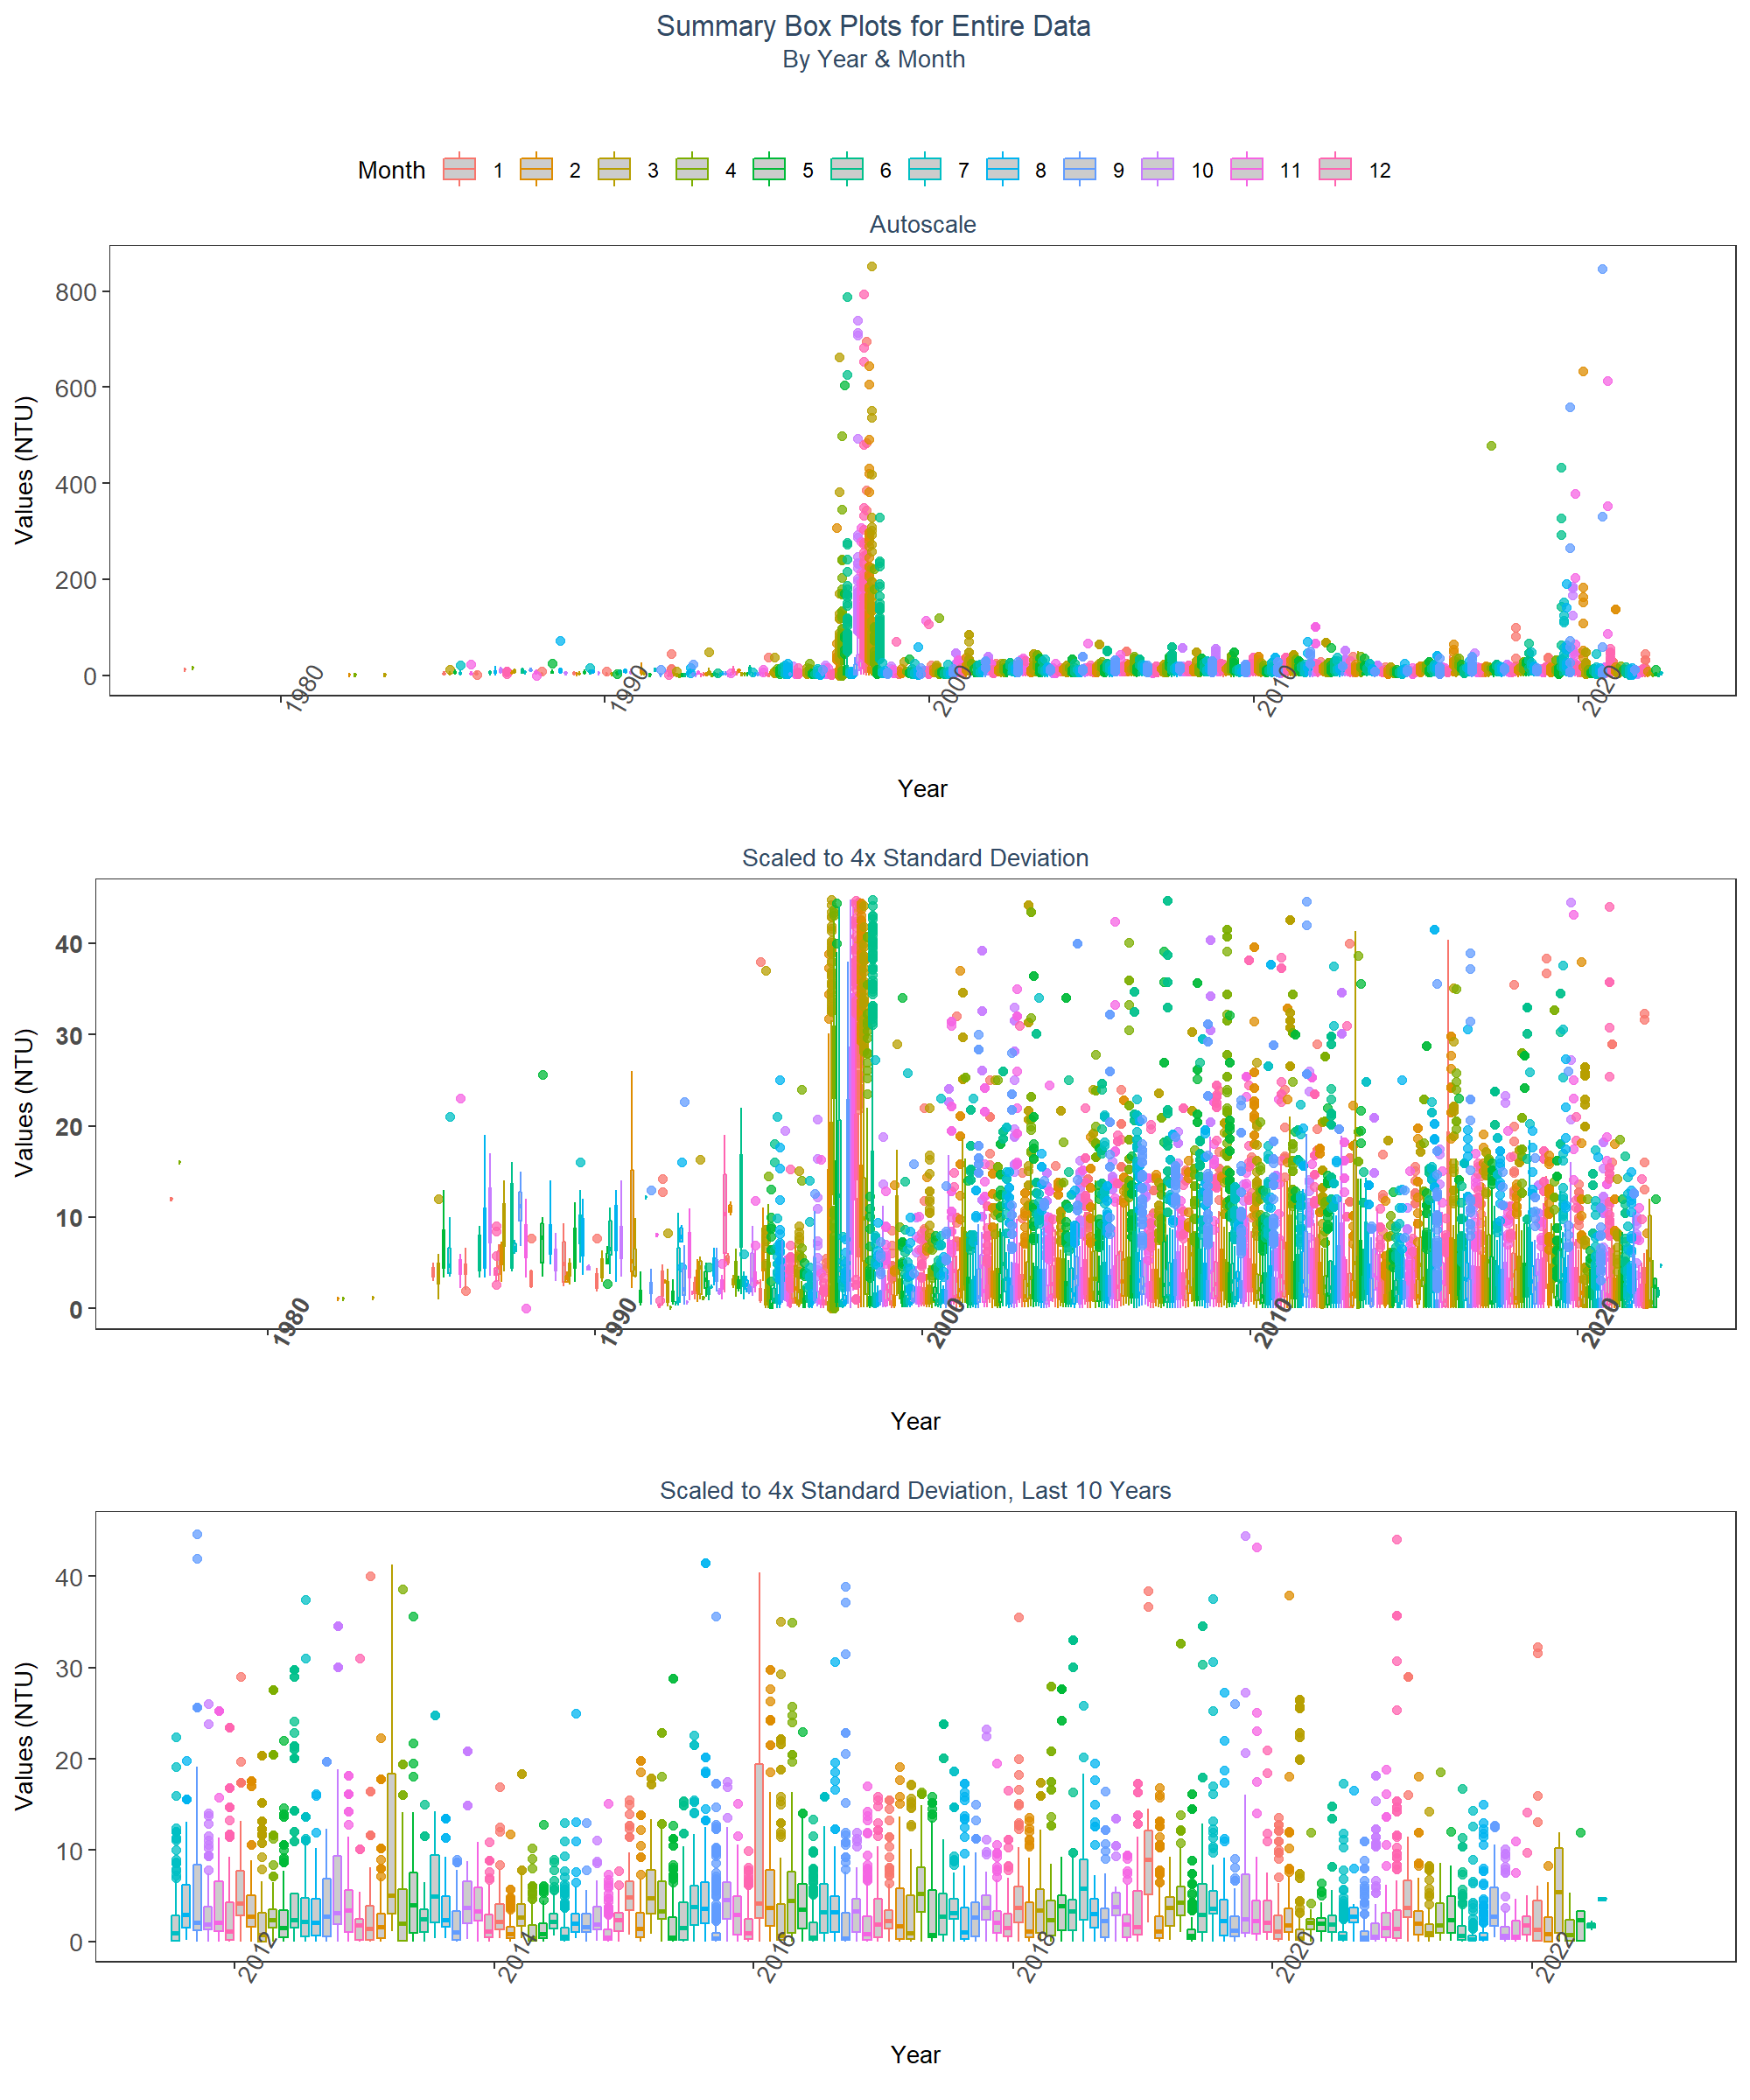 Summary Box Plots for Entire Data
By Year & Month
Month 1 2 3 4 5 6 7 8 9 10 11 12
Autoscale
Values (NTU)
800
600
400
200
0
1980 1990 2000 2010 2020
Year
Scaled to 4x Standard Deviation
Values (NTU)
40
30
20
10
0
1980 1990 2000 2010 2020
Year
Scaled to 4x Standard Deviation, Last 10 Years
Values (NTU)
40
30
20
10
0
2012 2014 2016 2018 2020 2022
Year